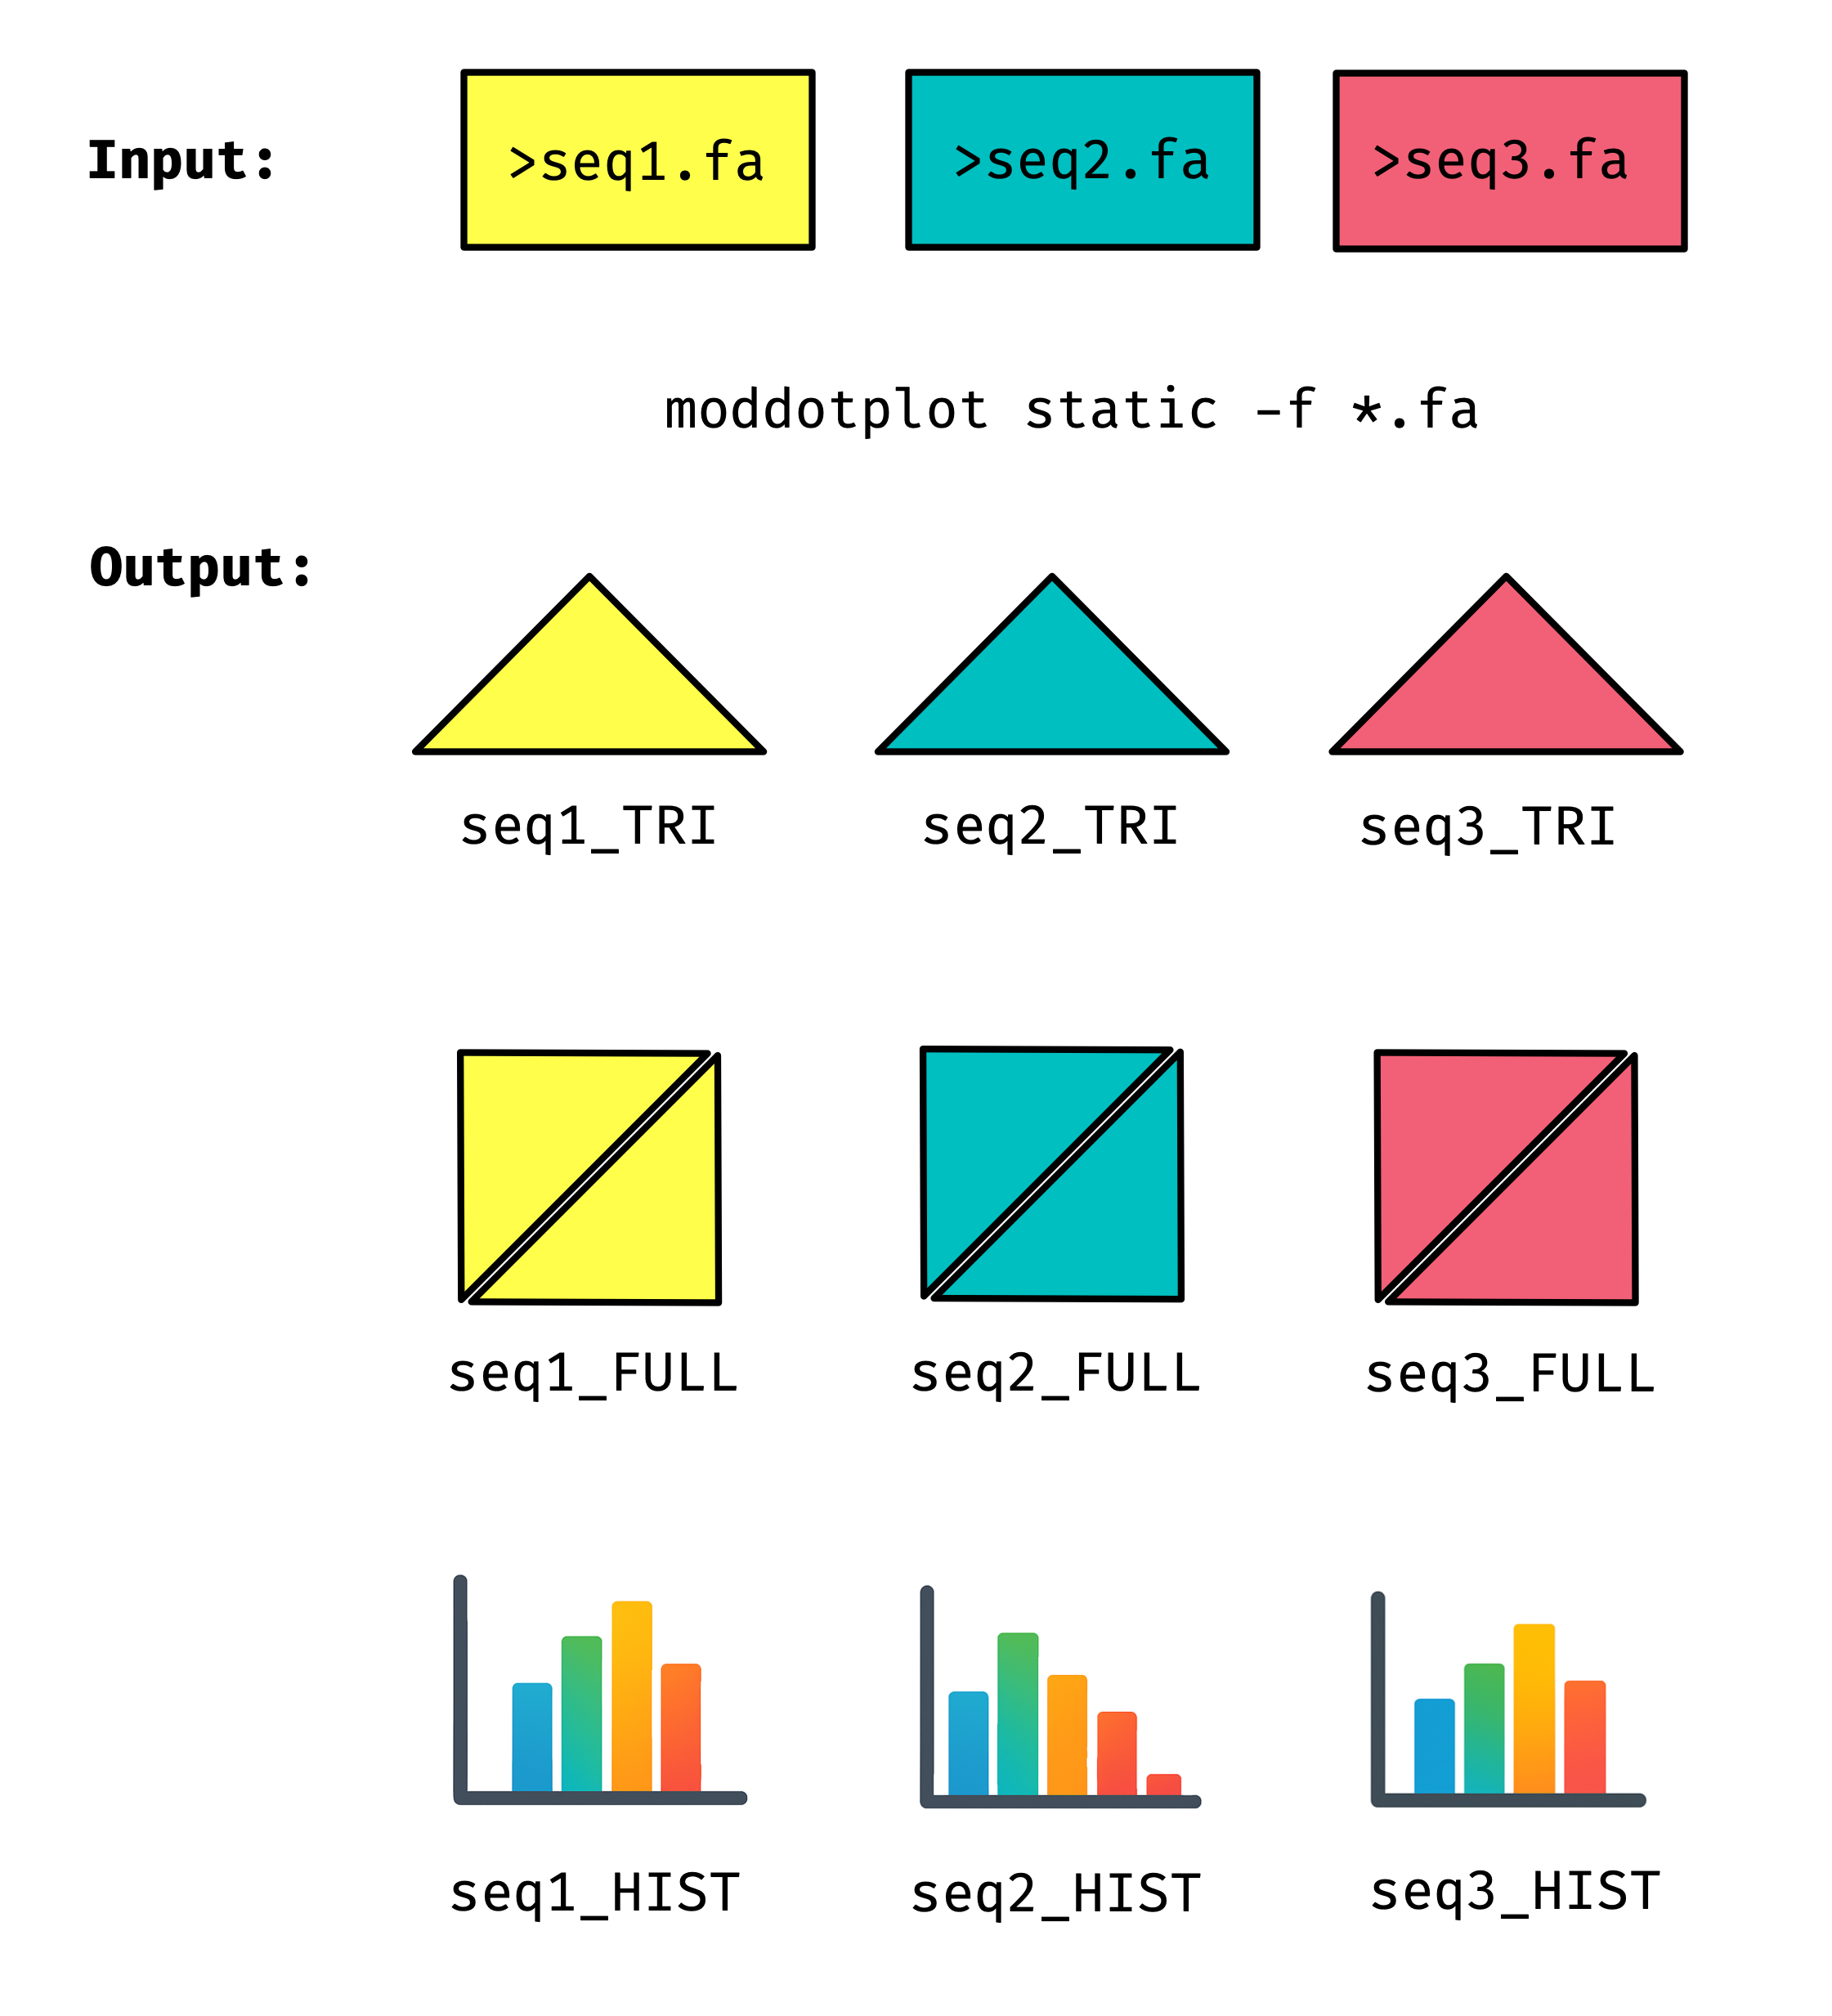 Input:
>seq1.fa
>seq2.fa
>seq3.fa
moddotplot static -f *.fa
Output:
seq1_TRI
seq2_TRI
seq3_TRI
seq1_FULL
seq2_FULL
seq3_FULL
seq1_HIST
seq2_HIST
seq3_HIST